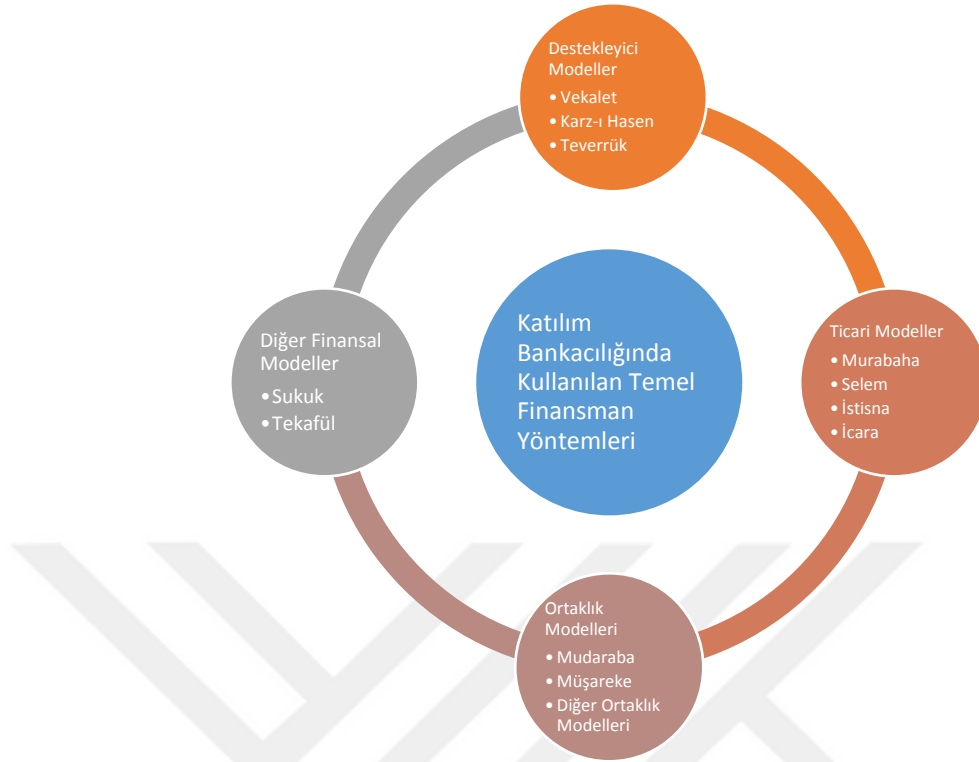 Destekleyici
Modeller
• Vekalet
• Karz-ı Hasen
• Teverrük
Katılım
Bankacılığında
Kullanılan Temel
Finansman
Yöntemleri
Ticari Modeller
• Murabaha
• Selem
• İstisna
• İcara
Ortaklık
Modelleri
• Mudaraba
• Müşareke
• Diğer Ortaklık
Modelleri
Diğer Finansal
Modeller
• Sukuk
• Tekafül